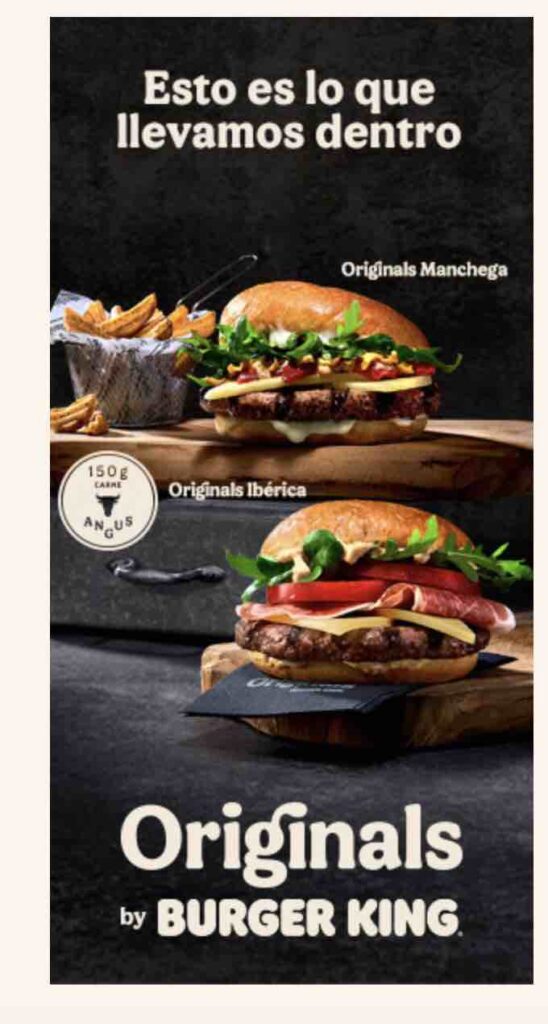 Esto es lo que
llevamos dentro
Originals Manchega
150g
CARNE
ANGUS
Originals Ibérica
Originals
by BURGER KING